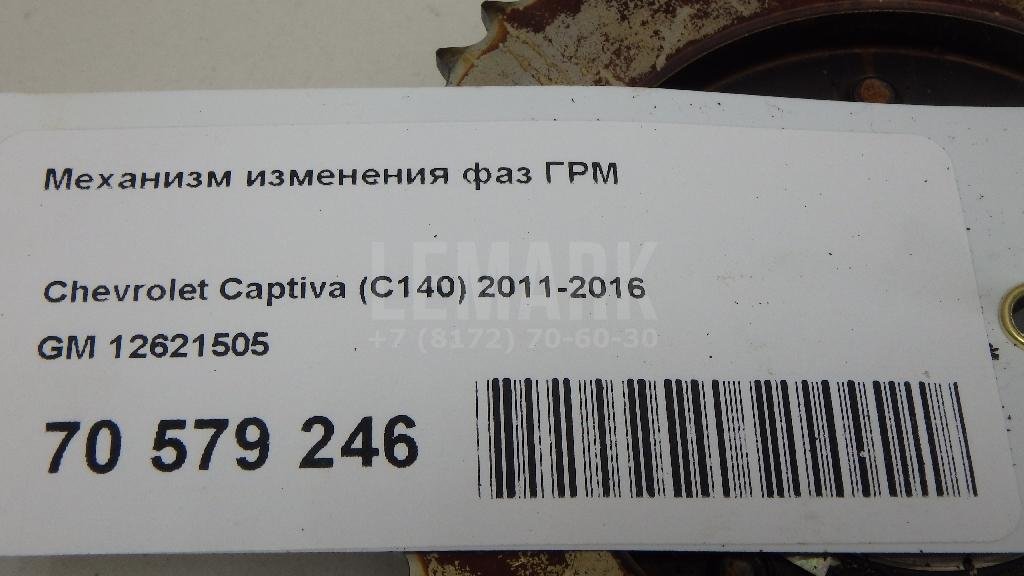 Механизм изменения фаз ГРМ
LEMARK
Chevrolet Captiva (C140) 2011-2016
+7 (8172) 70-60-30
GM 12621505
70 579 246